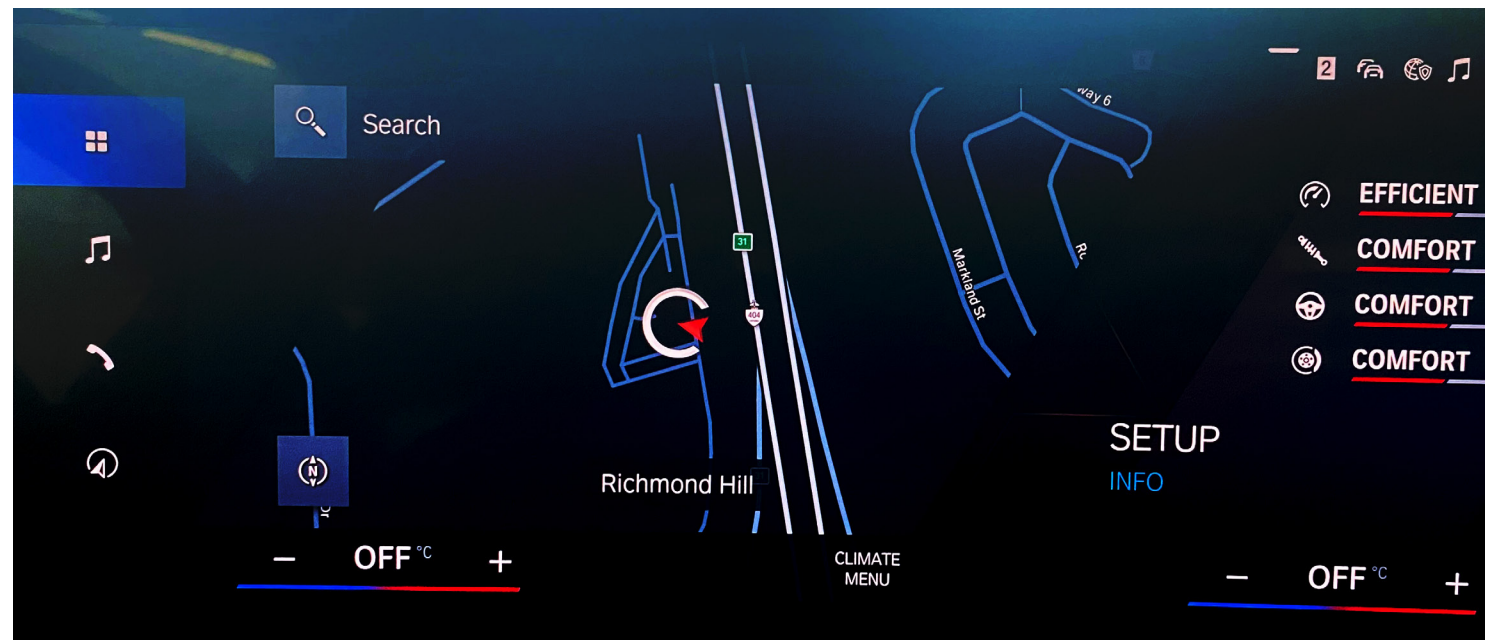 2
Search
way 6
EFFICIENT
31
COMFORT
Markland St
404
COMFORT
COMFORT
SETUP
INFO
N
Richmond Hill
Dr
OFF °C
CLIMATE
MENU
OFF °C